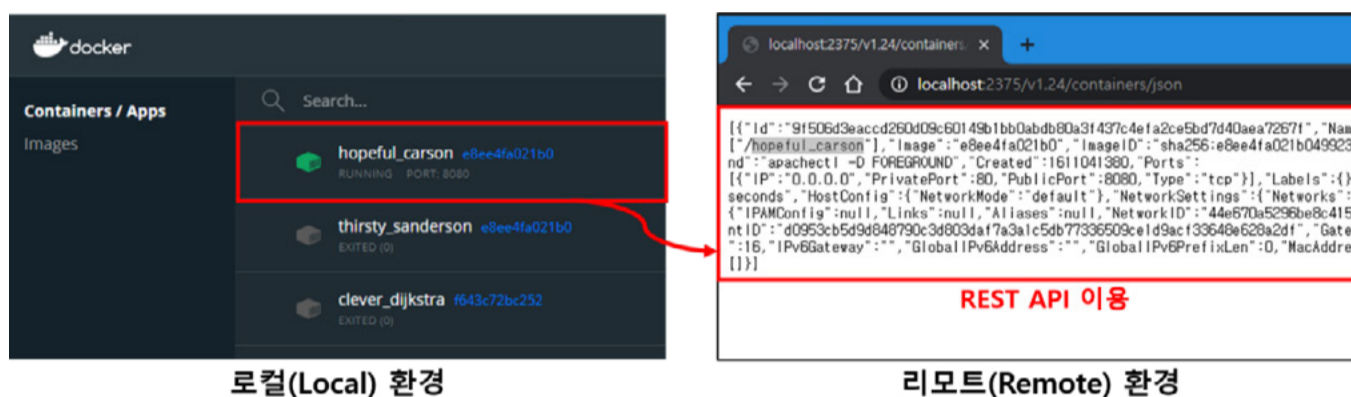 docker
Containers / Apps
Images
Search...
hopeful_carson e8ee4fa021b0
RUNNING PORT: 8080
thirsty_sanderson e8ee4fa021b0
EXITED (0)
clever_dijkstra f643c72bc252
EXITED (0)
로컬(Local) 환경
localhost:2375/v1.24/containers
localhost:2375/v1.24/containers/json
[{"Id":"9f506d3eaccd260d09c60149b1bb0abdb80a3f437c4efa2ce5bd7d40aea7267f","Nam
["/hopeful_carson"],"Image":"e8ee4fa021b0","ImageID":"sha256:e8ee4fa021b049923
nd":"apachectl -D FOREGROUND","Created":1611041380,"Ports":
[{"IP":"0.0.0.0","PrivatePort":80,"PublicPort":8080,"Type":"tcp"}],"Labels":{}
seconds","HostConfig":{"NetworkMode":"default"},"NetworkSettings":{"Networks":
{"IPAMConfig":null,"Links":null,"Aliases":null,"NetworkID":"44e670a5296be8c415
ntID":"d0953cb5d9d848790c3d803daf7a3a1c5db77336509ce1d9acf33648e628a2df","Gate
":16,"IPv6Gateway":"","GlobalIPv6Address":"","GlobalIPv6PrefixLen":0,"MacAddre
[]}]
REST API 이용
리모트(Remote) 환경